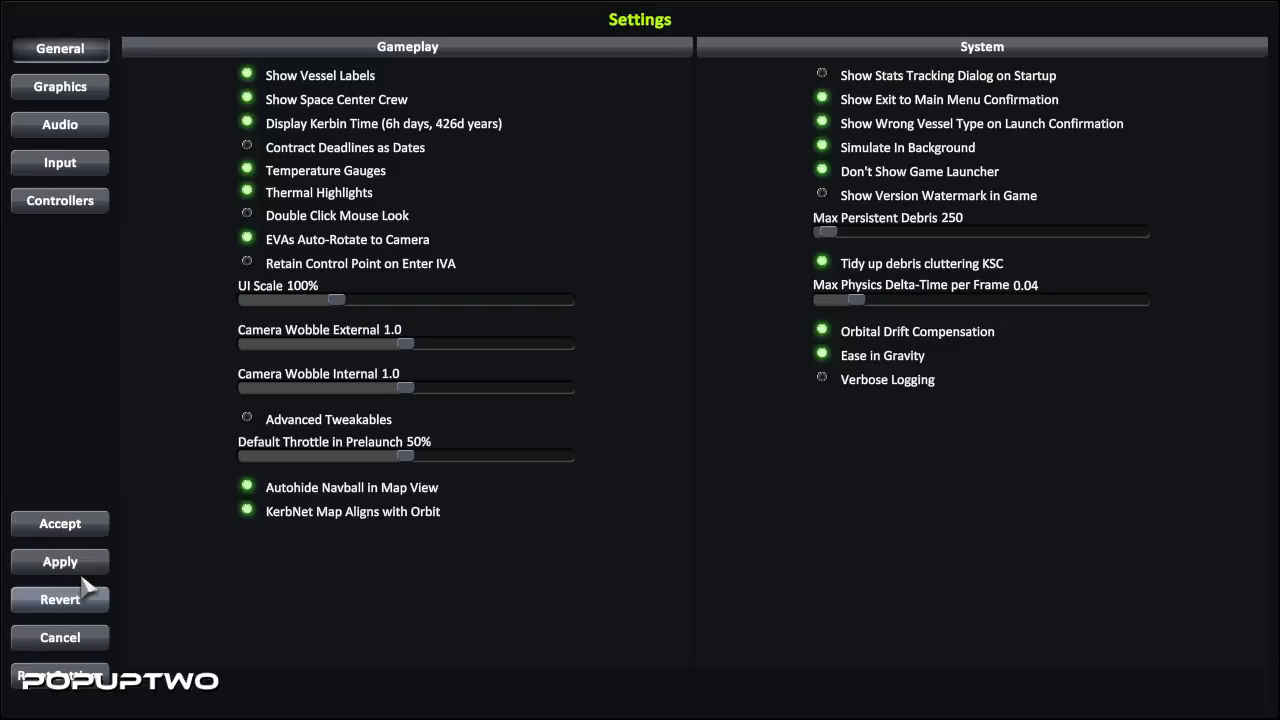 Settings
General
Graphics
Audio
Input
Controllers
Accept
Apply
Revert
Cancel
Gameplay
Show Vessel Labels
Show Space Center Crew
Display Kerbin Time (6h days, 426d years)
Contract Deadlines as Dates
Temperature Gauges
Thermal Highlights
Double Click Mouse Look
EVAs Auto-Rotate to Camera
Retain Control Point on Enter IVA
UI Scale 100%
Camera Wobble External 1.0
Camera Wobble Internal 1.0
Advanced Tweakables
Default Throttle in Prelaunch 50%
Autohide Navball in Map View
KerbNet Map Aligns with Orbit
System
Show Stats Tracking Dialog on Startup
Show Exit to Main Menu Confirmation
Show Wrong Vessel Type on Launch Confirmation
Simulate In Background
Don't Show Game Launcher
Show Version Watermark in Game
Max Persistent Debris 250
Tidy up debris cluttering KSC
Max Physics Delta-Time per Frame 0.04
Orbital Drift Compensation
Ease in Gravity
Verbose Logging
POPUPTWO